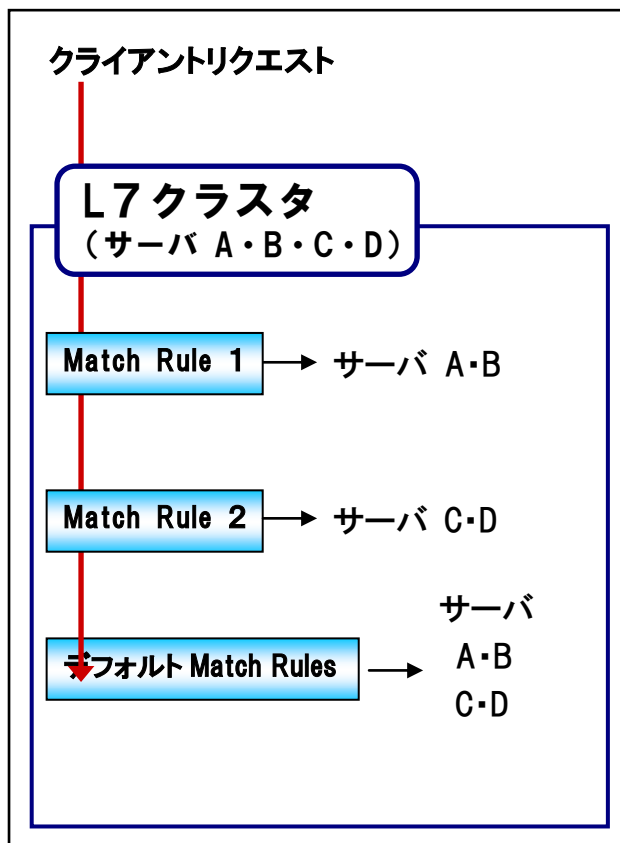 クライアントリクエスト
L7クラスタ
(サーバ A・B・C・D)
Match Rule 1
サーバ A・B
Match Rule 2
サーバ C・D
デフォルト Match Rules
サーバ
A・B
C・D